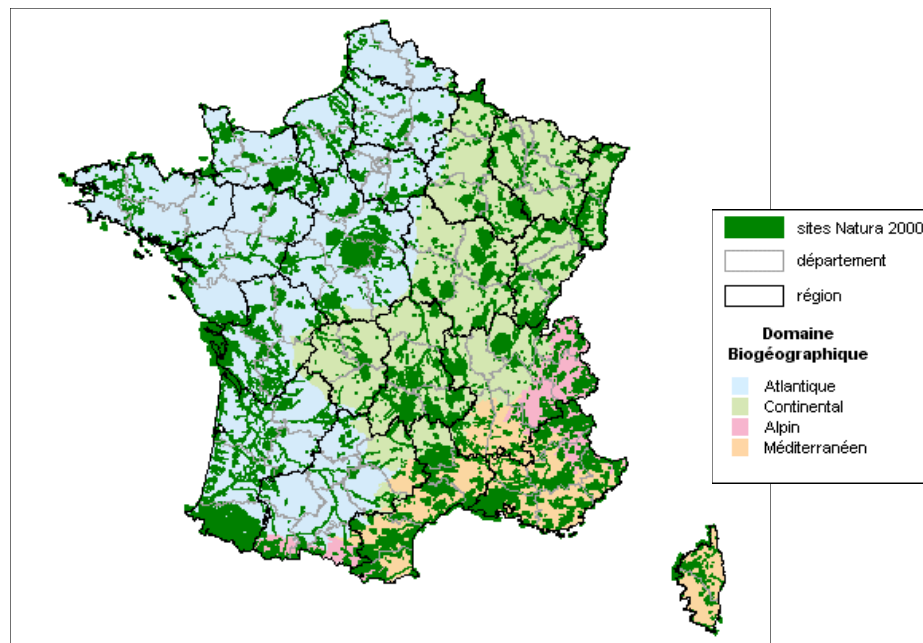 sites Natura 2000
département
région
Domaine
Biogéographique
Atlantique
Continental
Alpin
Méditerranéen